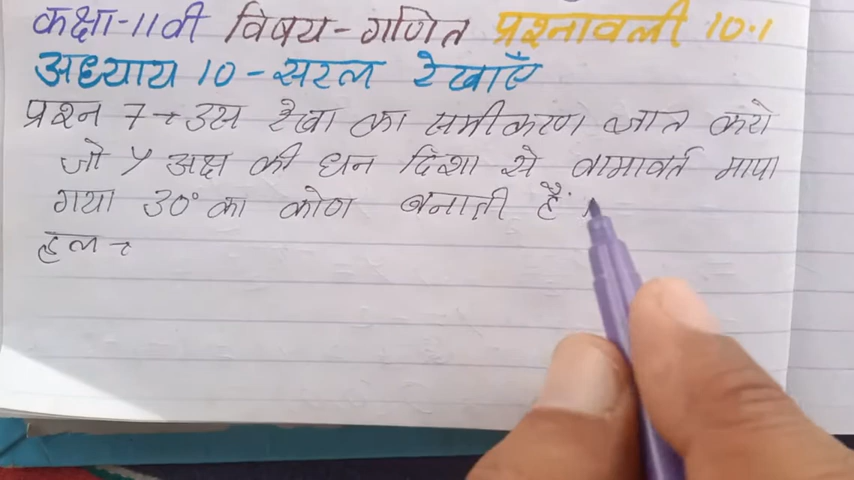 कक्षा-11वी विषय-गणित प्रश्नावली 10.1
अध्याय 10-सरल रेखाएँ
प्रश्न 7→ उस रेखा का समीकरण ज्ञात करो
जो y अक्ष की धन दिशा से वामावर्त मापा
गया 30° का कोण बनाती हैं।
हल→